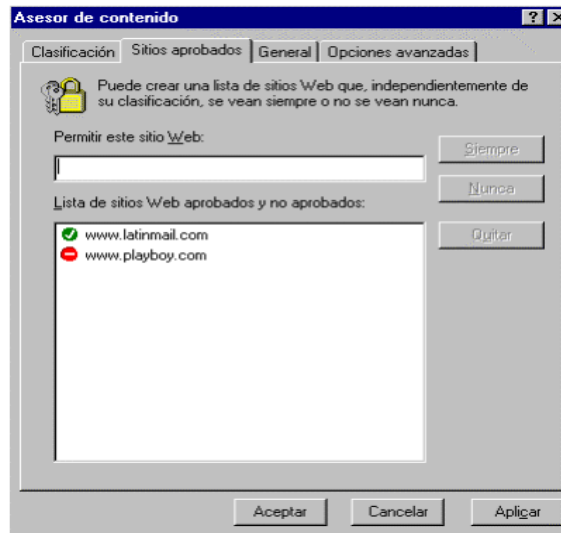 Asesor de contenido
Clasificación Sitios aprobados General Opciones avanzadas
Puede crear una lista de sitios Web que, independientemente de
su clasificación, se vean siempre o no se vean nunca.
Permitir este sitio Web:
Siempre
Nunca
Lista de sitios Web aprobados y no aprobados:
www.latinmail.com
Quitar
www.playboy.com
Aceptar Cancelar Aplicar